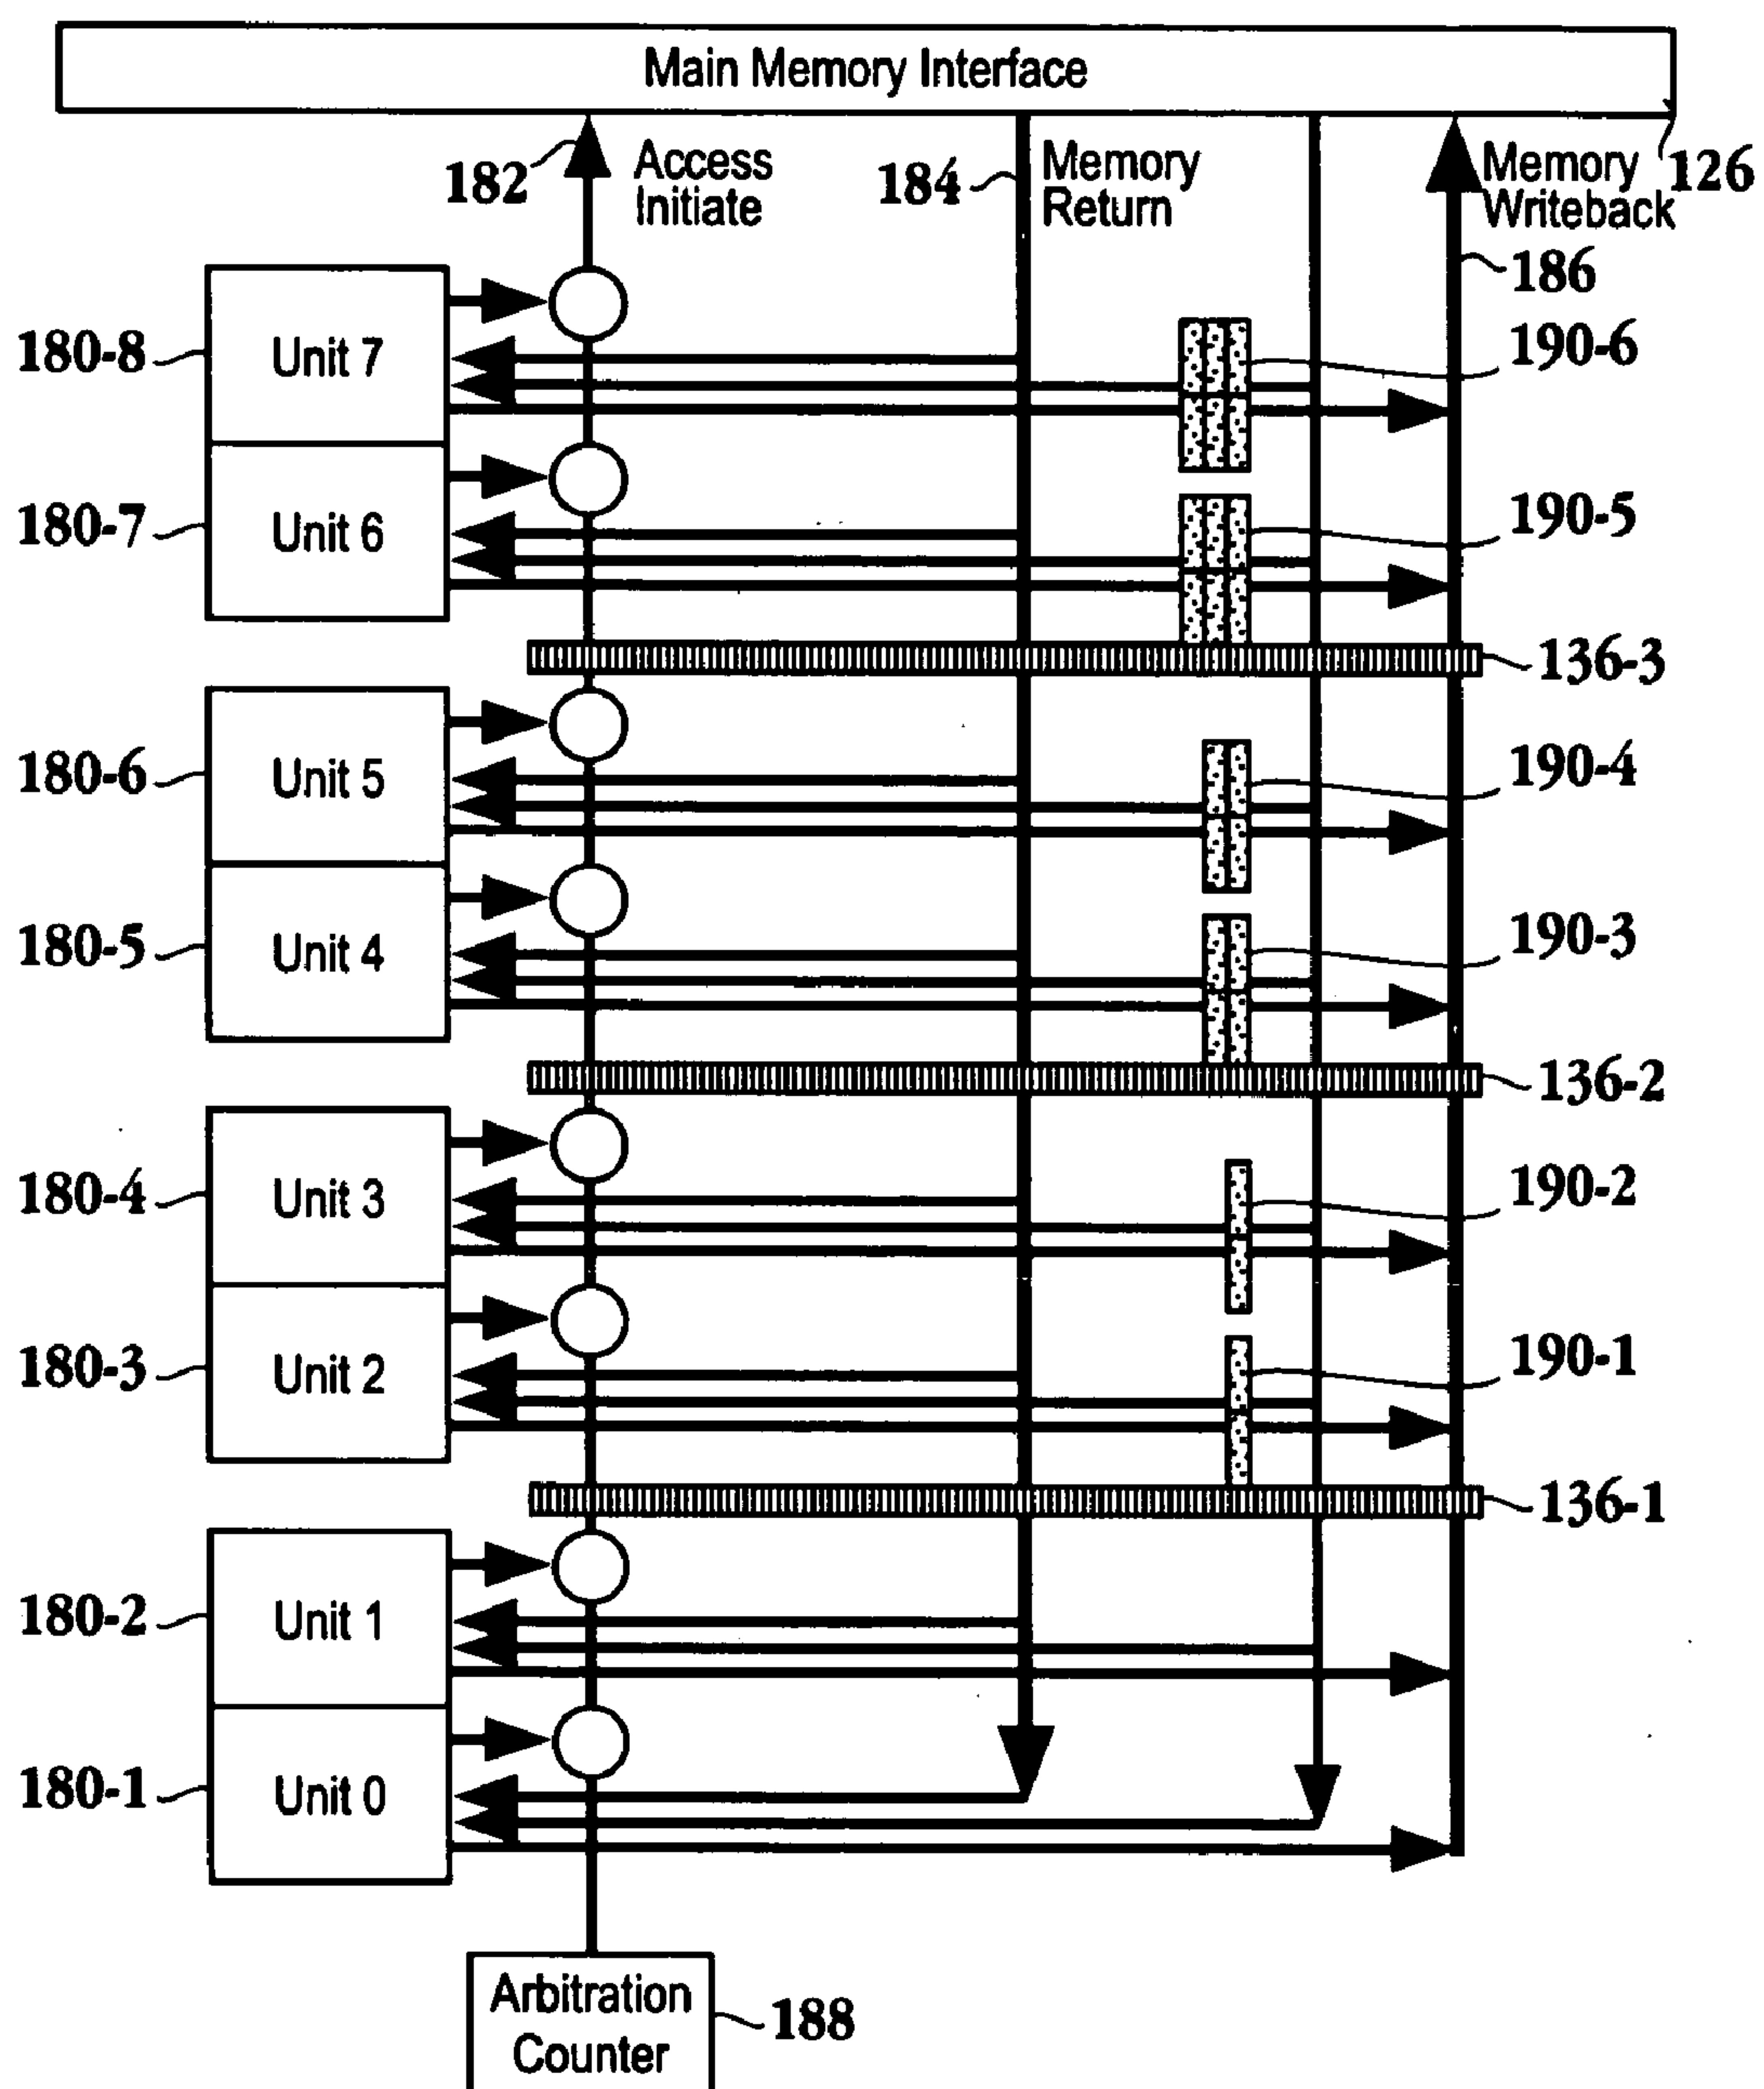 Main Memory Interface
126
182
Access
Initiate
184
Memory
Return
Memory
Writeback
186
180-8
Unit 7
190-6
180-7
Unit 6
190-5
136-3
180-6
Unit 5
190-4
180-5
Unit 4
190-3
136-2
180-4
Unit 3
190-2
180-3
Unit 2
190-1
136-1
180-2
Unit 1
180-1
Unit 0
Arbitration
Counter
188